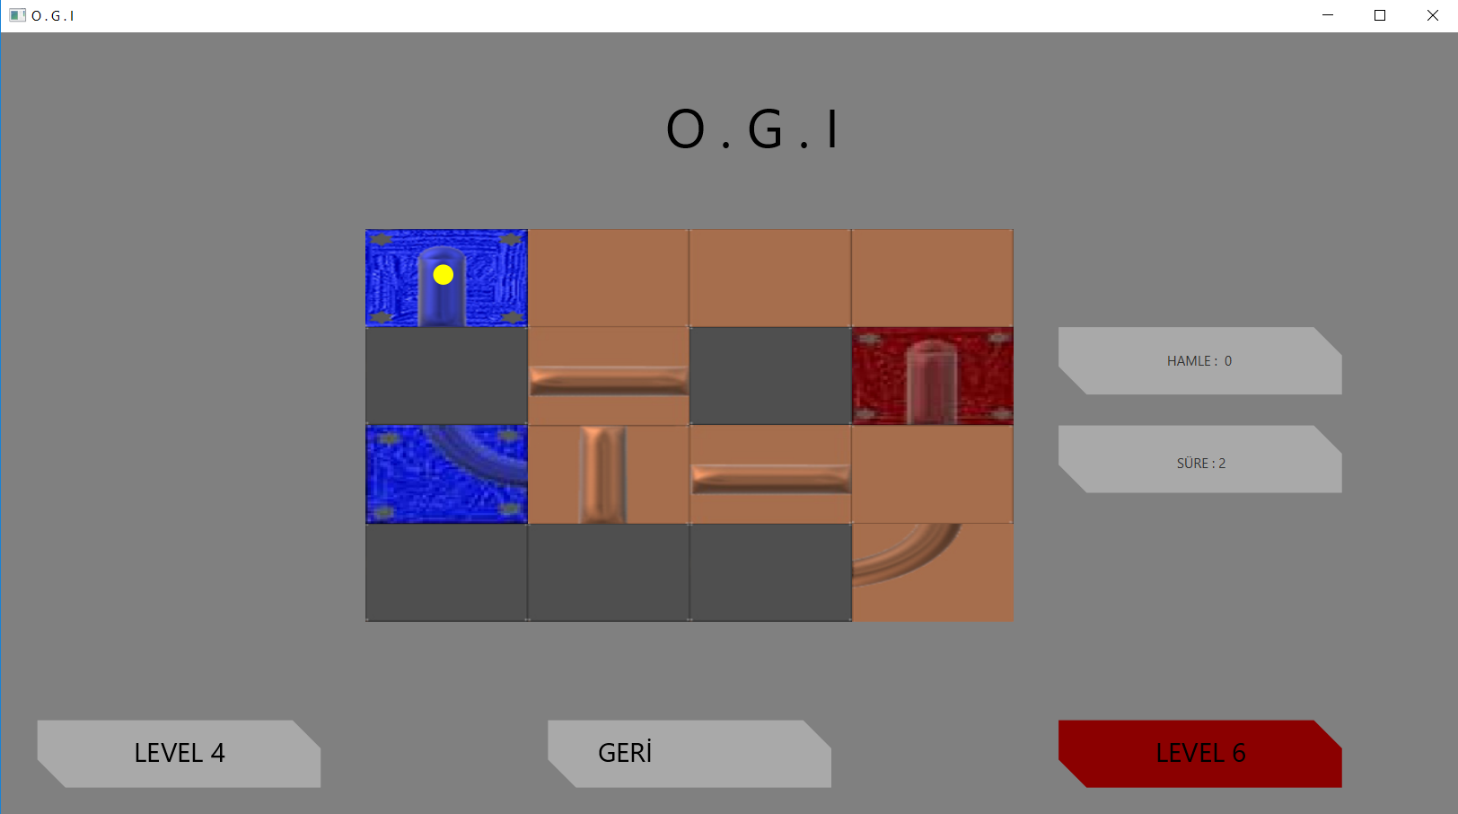 O.G.I
O . G . I
HAMLE : 0
SÜRE : 2
LEVEL 4
GERİ
LEVEL 6